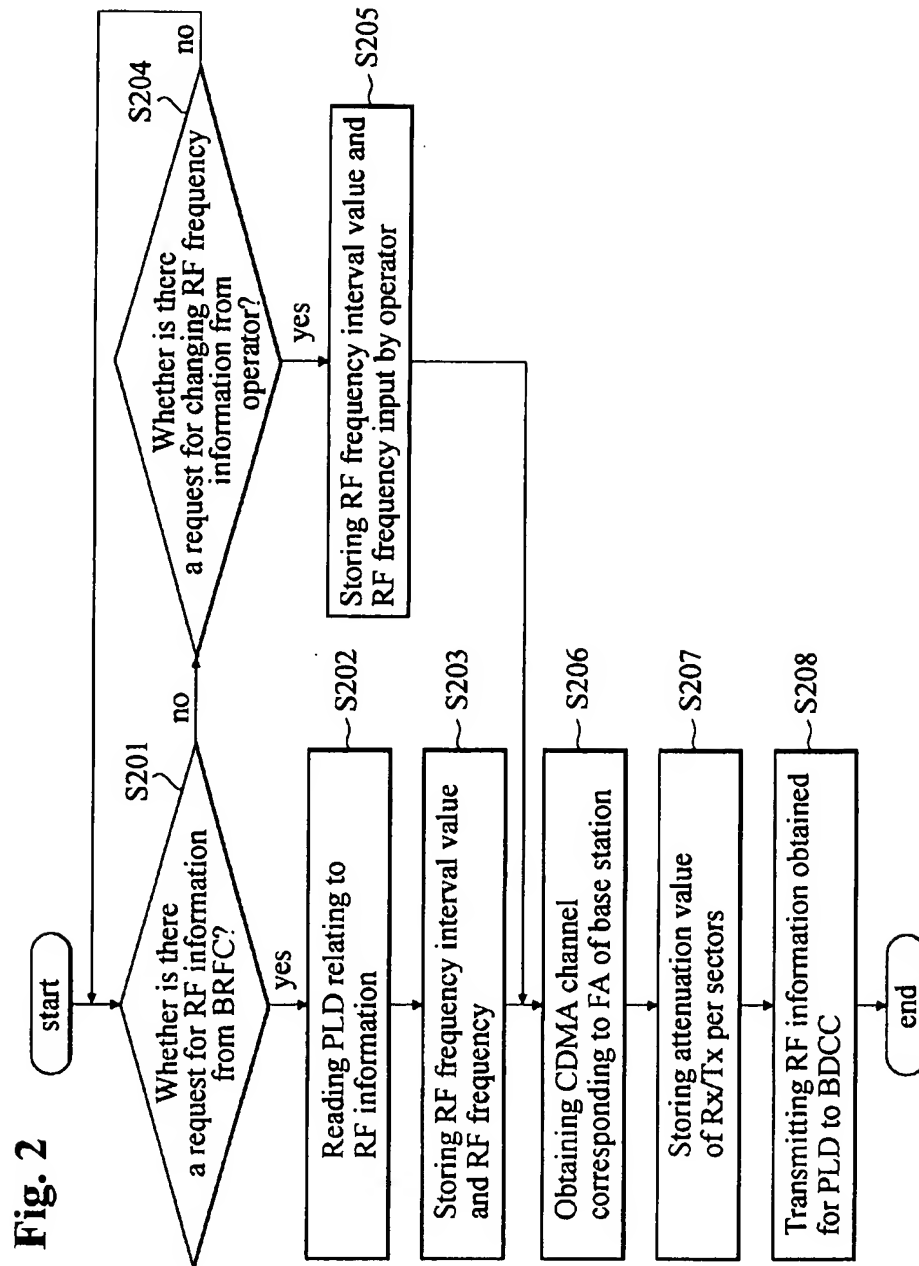 Fig. 2
start
Whether is there
a request for RF information
from BRFC?
S201
no
yes
Whether is there
a request for changing RF frequency
information from
operator?
S204
no
yes
Reading PLD relating to
RF information
S202
Storing RF frequency interval value
and RF frequency
S203
Storing RF frequency interval value and
RF frequency input by operator
S205
Obtaining CDMA channel
corresponding to FA of base station
S206
Storing attenuation value
of Rx/Tx per sectors
S207
Transmitting RF information obtained
for PLD to BDCC
S208
end